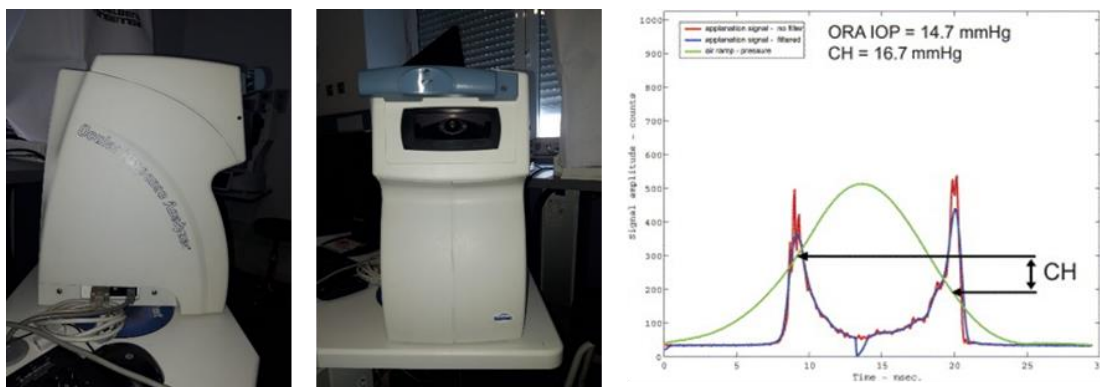 Ocular Response Analyzer
applanation signal - no filter
applanation signal - filtered
air ramp - pressure
ORA IOP = 14.7 mmHg
CH = 16.7 mmHg
Signal amplitude - counts
1000
900
800
700
600
500
400
300
200
100
0
CH
0
5
10
15
20
25
3
Time - nsec.